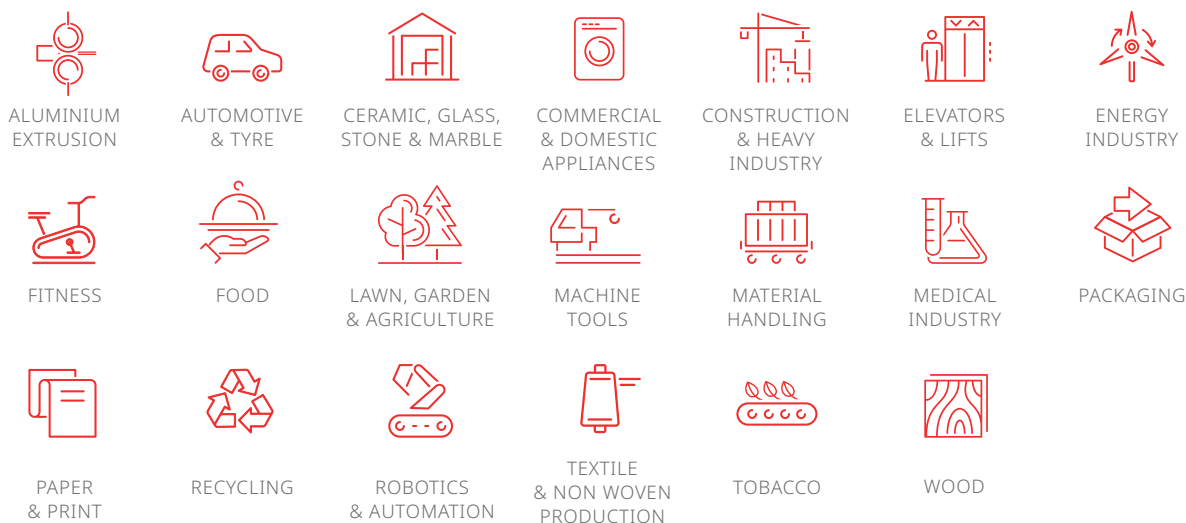 ALUMINIUM
EXTRUSION
AUTOMOTIVE
& TYRE
CERAMIC, GLASS,
STONE & MARBLE
COMMERCIAL
& DOMESTIC
APPLIANCES
CONSTRUCTION
& HEAVY
INDUSTRY
ELEVATORS
& LIFTS
ENERGY
INDUSTRY
FITNESS
FOOD
LAWN, GARDEN
& AGRICULTURE
MACHINE
TOOLS
MATERIAL
HANDLING
MEDICAL
INDUSTRY
PACKAGING
PAPER
& PRINT
RECYCLING
ROBOTICS
& AUTOMATION
TEXTILE
& NON WOVEN
PRODUCTION
TOBACCO
WOOD